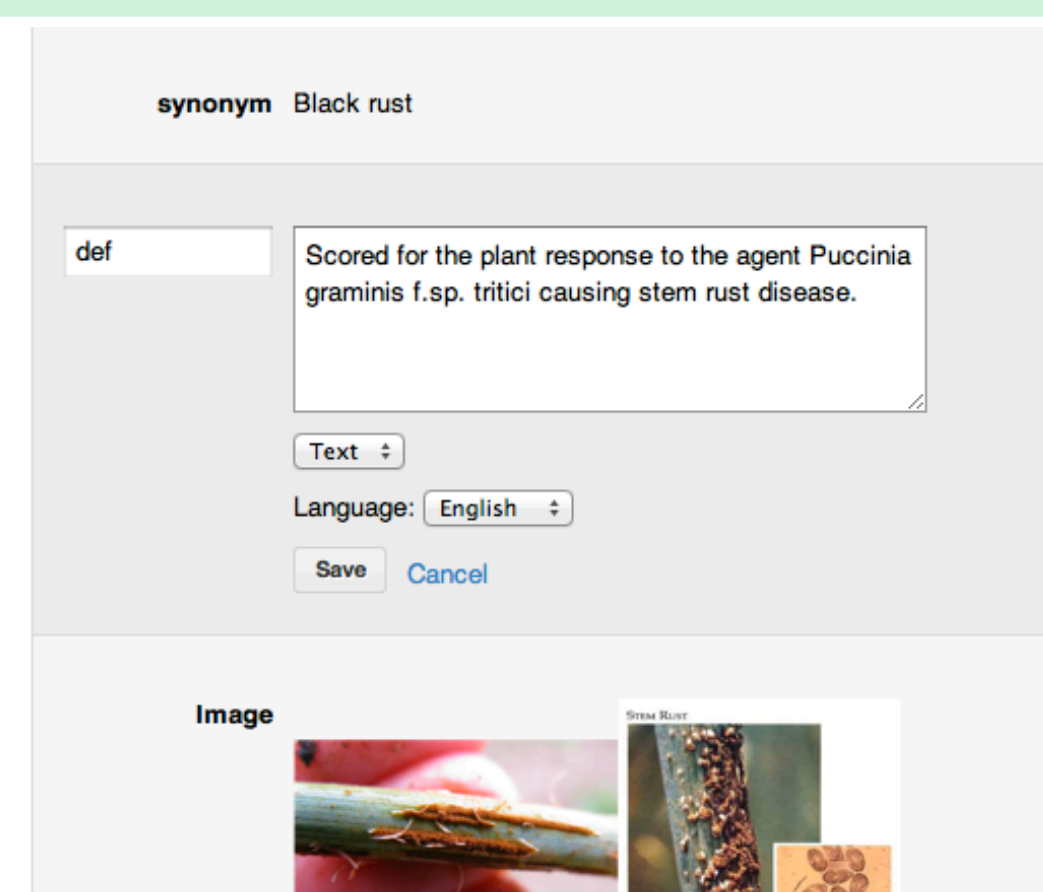 synonym Black rust
def
Scored for the plant response to the agent Puccinia
graminis f.sp. tritici causing stem rust disease.
Text
Language: English
Save Cancel
Image
STEM RUST